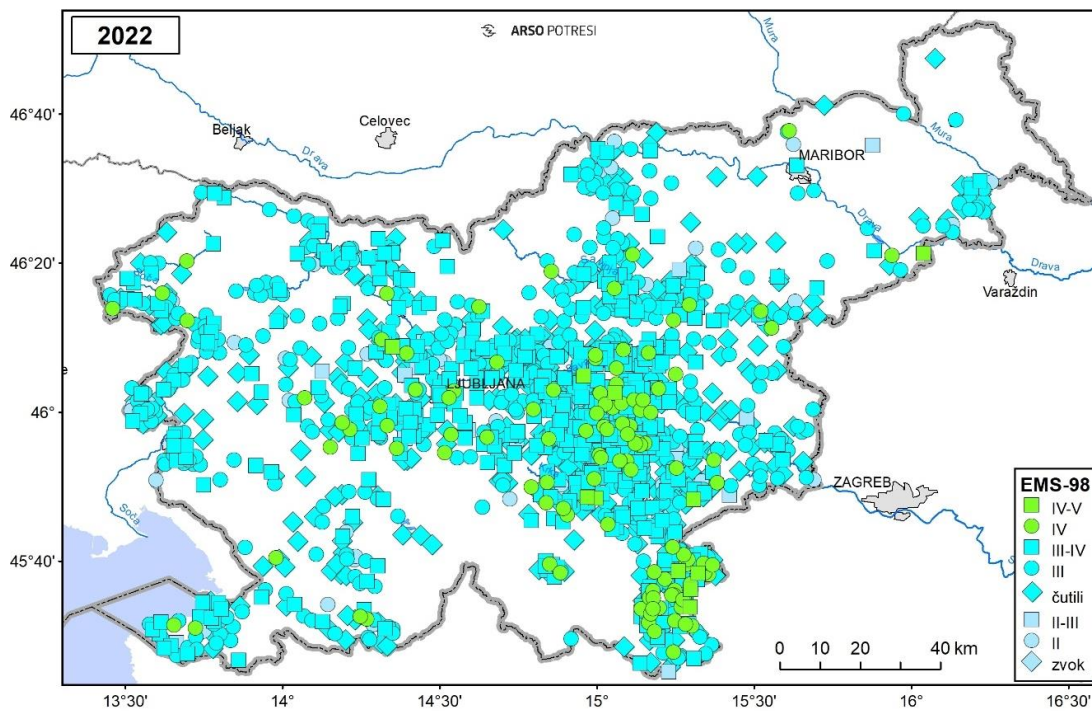 2022
ARSO POTRESI
Mura
46°40'
Beljak
Celovec
Drava
MARIBOR
Mura
Drava
46°20'
Soča
Savinja
Drava
Varaždin
LJUBLJANA
Sava
46°
ZAGREB
Soča
45°40'
EMS-98
IV-V
IV
III-IV
III
čutili
II-III
II
zvok
0 10 20 40 km
13°30'
14°
14°30'
15°
15°30'
16°
16°30'